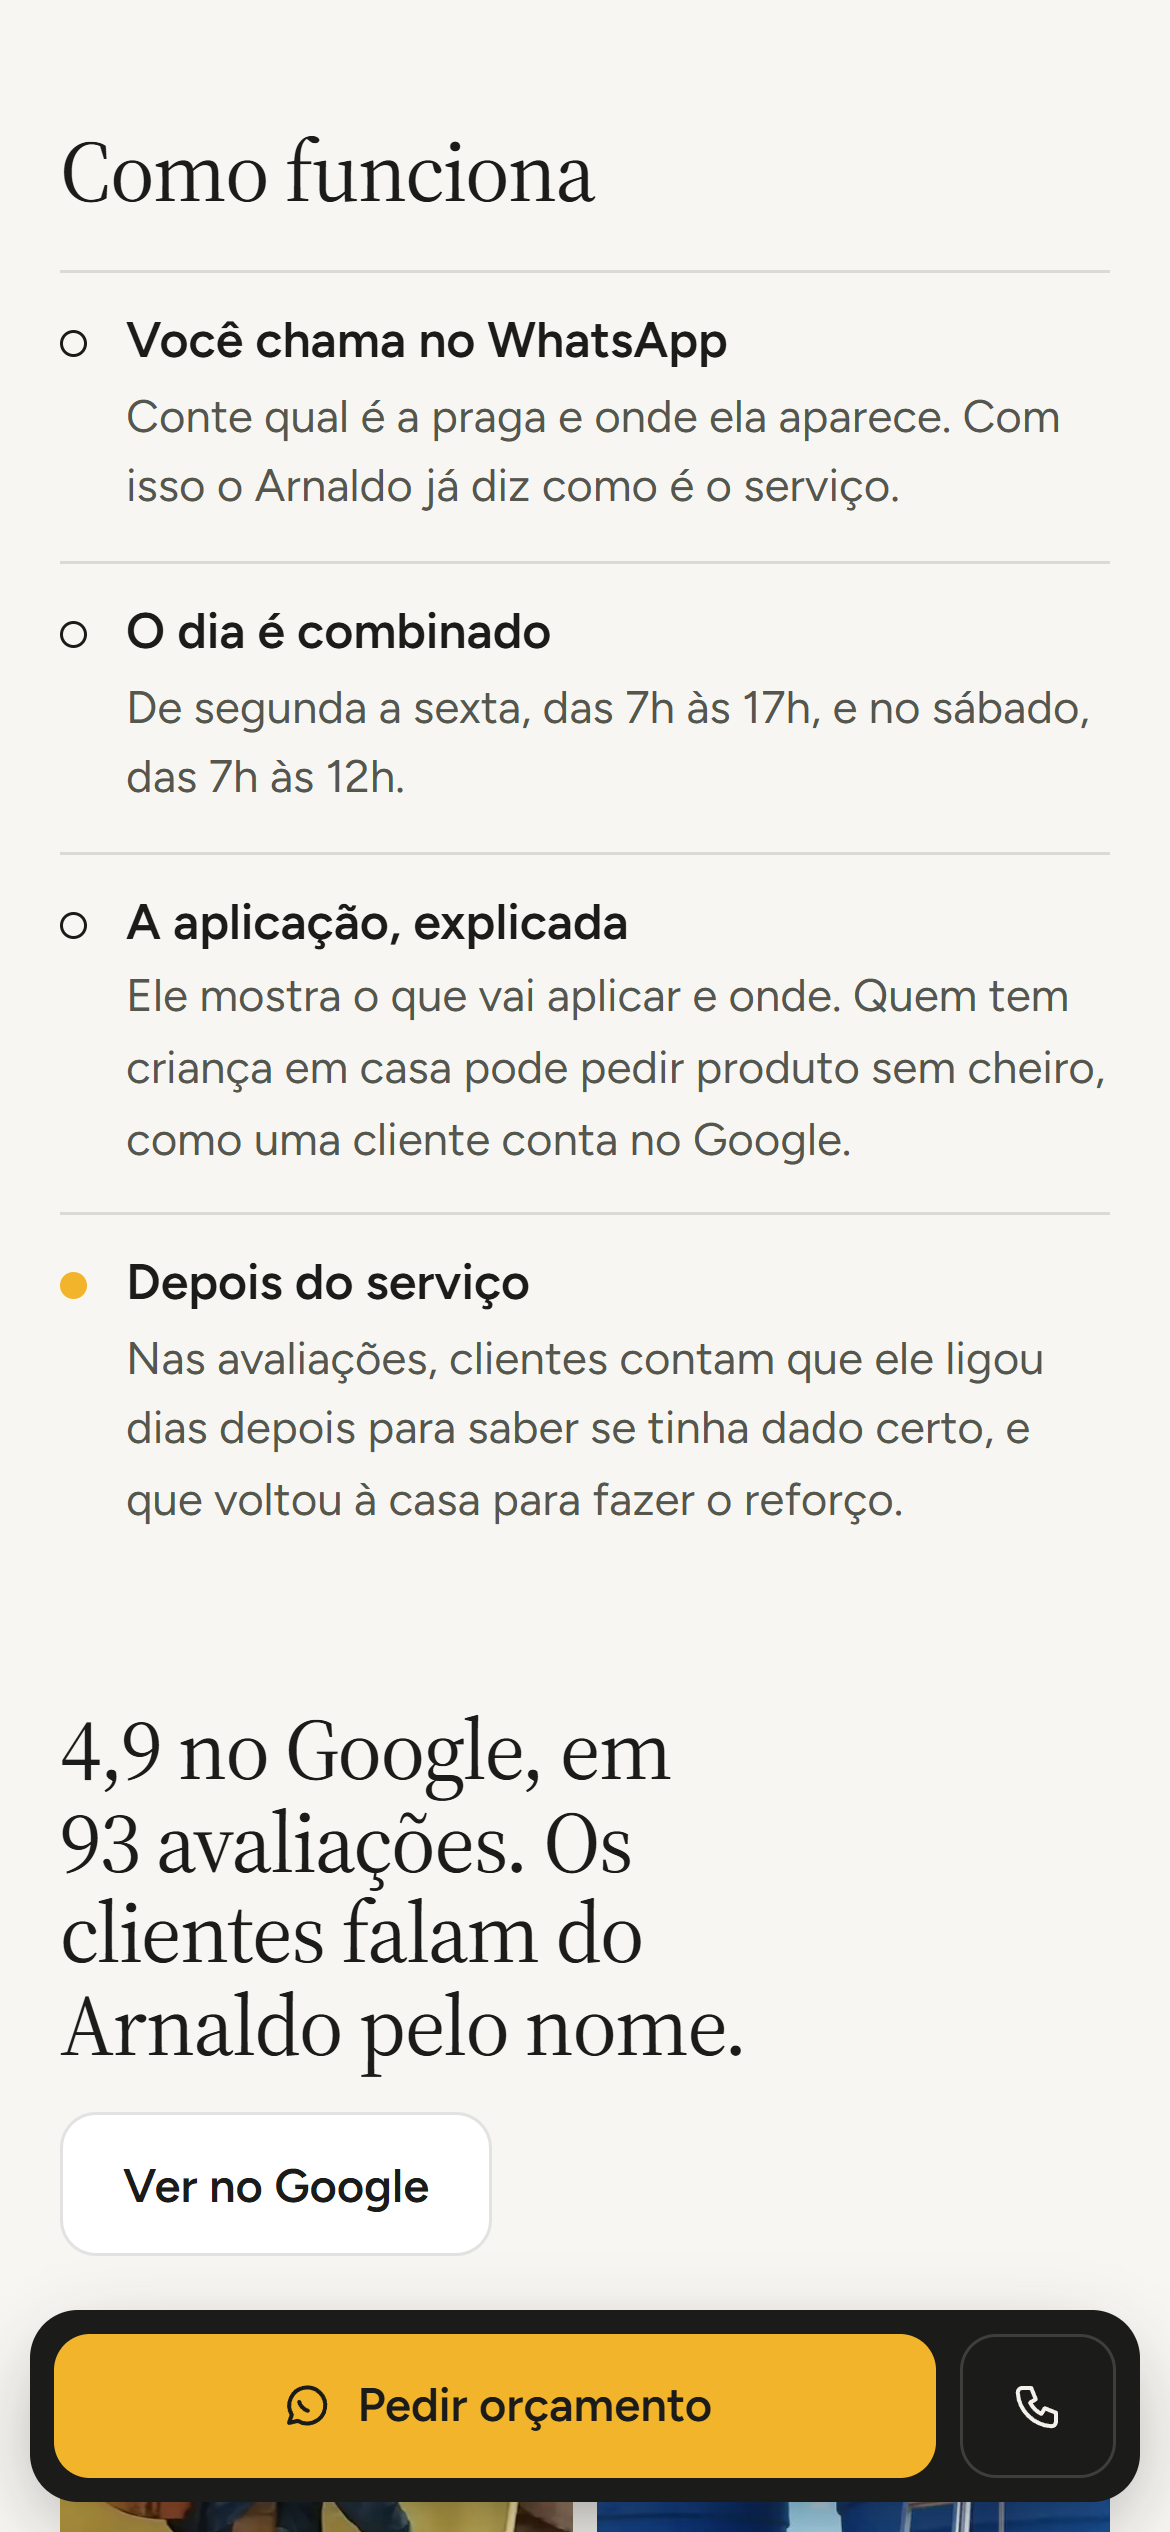 Como funciona
Você chama no WhatsApp
Conte qual é a praga e onde ela aparece. Com
isso o Arnaldo já diz como é o serviço.
O dia é combinado
De segunda a sexta, das 7h às 17h, e no sábado,
das 7h às 12h.
A aplicação, explicada
Ele mostra o que vai aplicar e onde. Quem tem
criança em casa pode pedir produto sem cheiro,
como uma cliente conta no Google.
Depois do serviço
Nas avaliações, clientes contam que ele ligou
dias depois para saber se tinha dado certo, e
que voltou à casa para fazer o reforço.
4,9 no Google, em
93 avaliações. Os
clientes falam do
Arnaldo pelo nome.
Ver no Google
Pedir orçamento